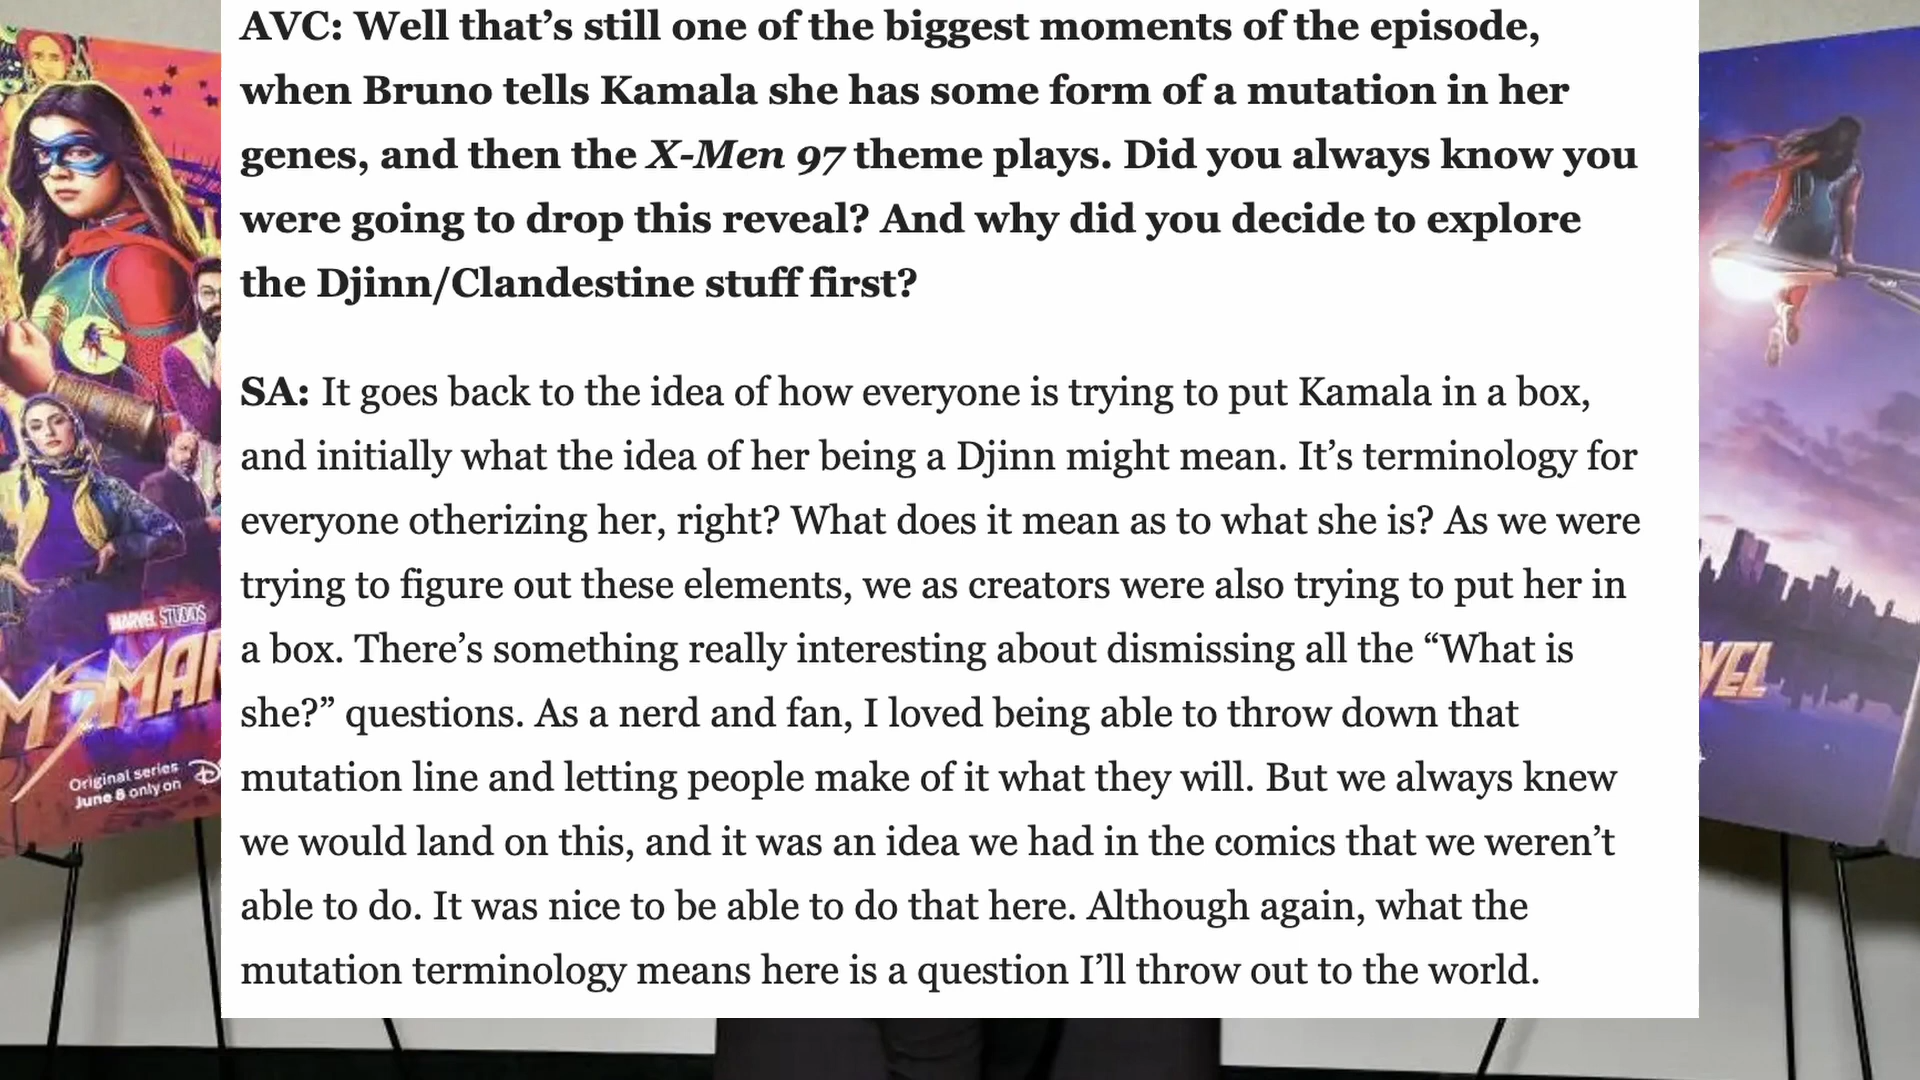 AVC: Well that’s still one of the biggest moments of the episode,
when Bruno tells Kamala she has some form of a mutation in her
genes, and then the X-Men 97 theme plays. Did you always know you
were going to drop this reveal? And why did you decide to explore
the Djinn/Clandestine stuff first?
SA: It goes back to the idea of how everyone is trying to put Kamala in a box,
and initially what the idea of her being a Djinn might mean. It’s terminology for
everyone otherizing her, right? What does it mean as to what she is? As we were
trying to figure out these elements, we as creators were also trying to put her in
a box. There’s something really interesting about dismissing all the “What is
she?” questions. As a nerd and fan, I loved being able to throw down that
mutation line and letting people make of it what they will. But we always knew
we would land on this, and it was an idea we had in the comics that we weren’t
able to do. It was nice to be able to do that here. Although again, what the
mutation terminology means here is a question I’ll throw out to the world.
MARVEL STUDIOS
MS MAR
Original series
June 8 only on
VEL